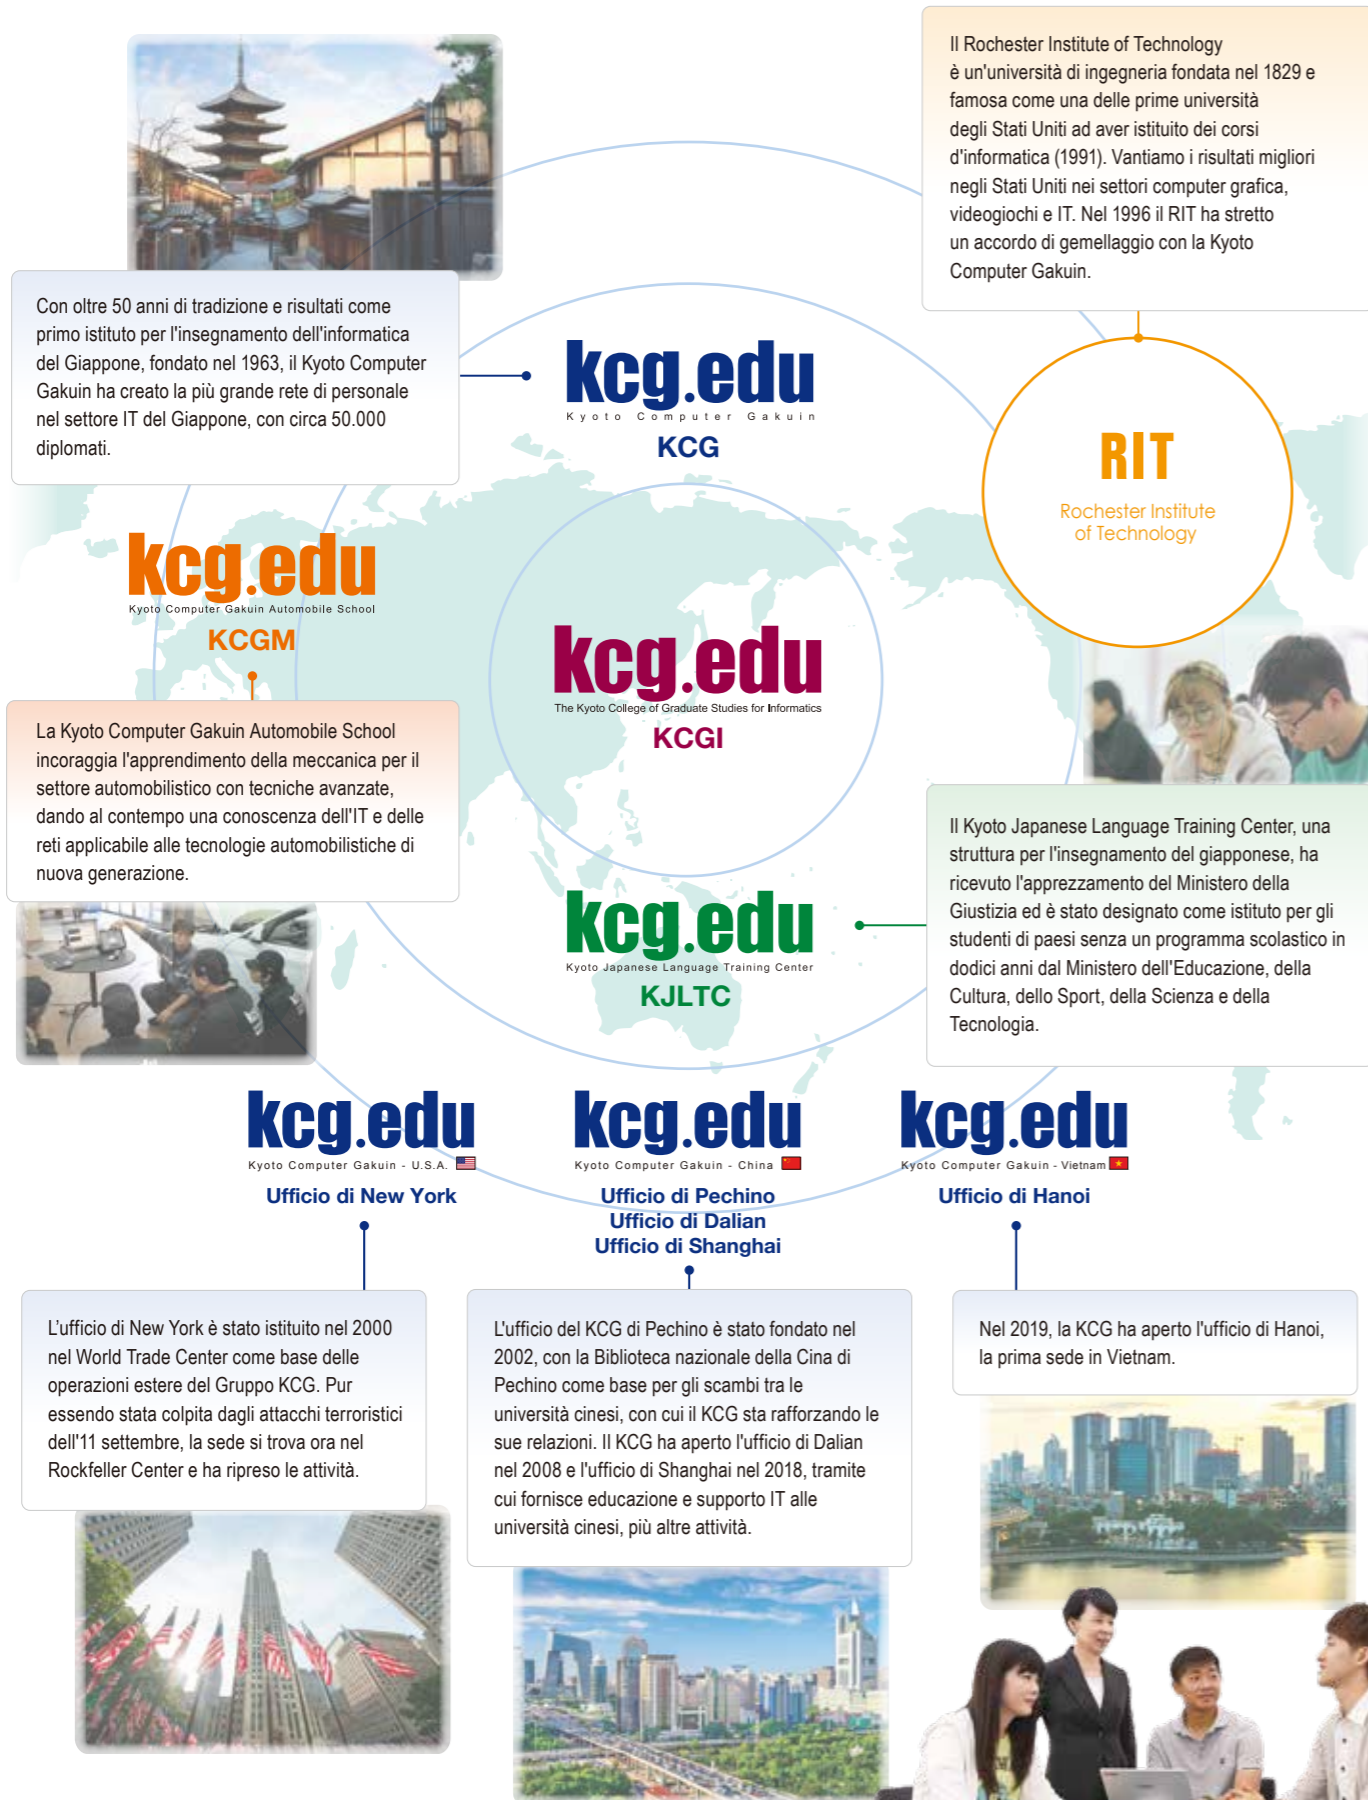 Il Rochester Institute of Technology
è un'università di ingegneria fondata nel 1829 e
famosa come una delle prime università
degli Stati Uniti ad aver istituito dei corsi
d'informatica (1991). Vantiamo i risultati migliori
negli Stati Uniti nei settori computer grafica,
videogiochi e IT. Nel 1996 il RIT ha stretto
un accordo di gemellaggio con la Kyoto
Computer Gakuin.
Con oltre 50 anni di tradizione e risultati come
primo istituto per l'insegnamento dell'informatica
del Giappone, fondato nel 1963, il Kyoto Computer
Gakuin ha creato la più grande rete di personale
nel settore IT del Giappone, con circa 50.000
diplomati.
kcg.edu
Kyoto Computer Gakuin
KCG
RIT
Rochester Institute
of Technology
kcg.edu
Kyoto Computer Gakuin Automobile School
KCGM
kcg.edu
The Kyoto College of Graduate Studies for Informatics
KCGI
La Kyoto Computer Gakuin Automobile School
incoraggia l'apprendimento della meccanica per il
settore automobilistico con tecniche avanzate,
dando al contempo una conoscenza dell'IT e delle
reti applicabile alle tecnologie automobilistiche di
nuova generazione.
Il Kyoto Japanese Language Training Center, una
struttura per l'insegnamento del giapponese, ha
ricevuto l'apprezzamento del Ministero della
Giustizia ed è stato designato come istituto per gli
studenti di paesi senza un programma scolastico in
dodici anni dal Ministero dell'Educazione, della
Cultura, dello Sport, della Scienza e della
Tecnologia.
kcg.edu
Kyoto Japanese Language Training Center
KJLTC
kcg.edu
Kyoto Computer Gakuin - U.S.A.
Ufficio di New York
kcg.edu
Kyoto Computer Gakuin - China
Ufficio di Pechino
Ufficio di Dalian
Ufficio di Shanghai
kcg.edu
Kyoto Computer Gakuin - Vietnam
Ufficio di Hanoi
L'ufficio di New York è stato istituito nel 2000
nel World Trade Center come base delle
operazioni estere del Gruppo KCG. Pur
essendo stata colpita dagli attacchi terroristici
dell'11 settembre, la sede si trova ora nel
Rockfeller Center e ha ripreso le attività.
L'ufficio del KCG di Pechino è stato fondato nel
2002, con la Biblioteca nazionale della Cina di
Pechino come base per gli scambi tra le
università cinesi, con cui il KCG sta rafforzando le
sue relazioni. Il KCG ha aperto l'ufficio di Dalian
nel 2008 e l'ufficio di Shanghai nel 2018, tramite
cui fornisce educazione e supporto IT alle
università cinesi, più altre attività.
Nel 2019, la KCG ha aperto l'ufficio di Hanoi,
la prima sede in Vietnam.